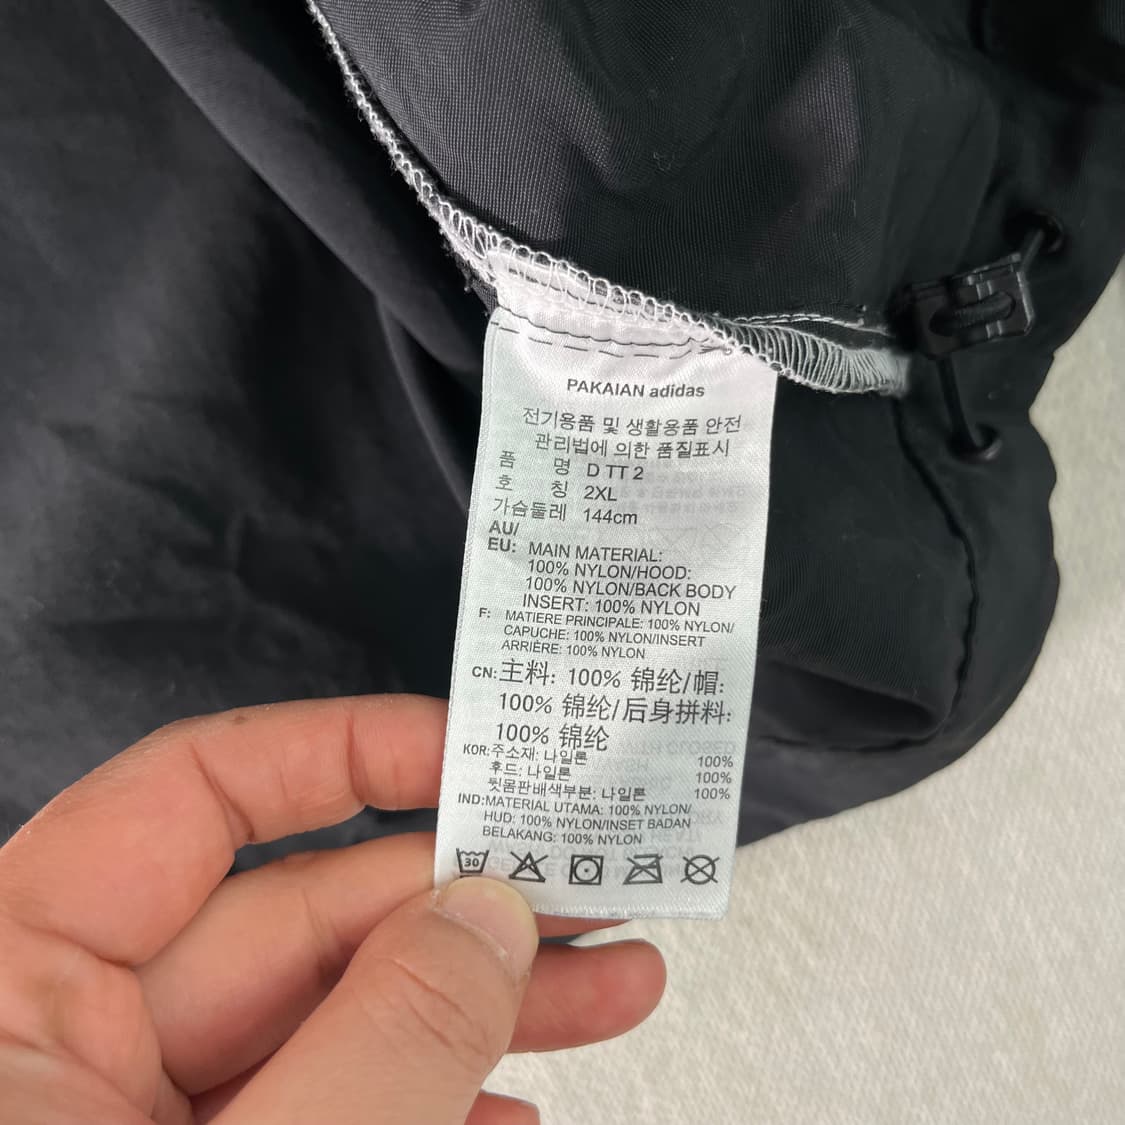 PAKAIAN adidas
전기용품 및 생활용품 안전
관리법에 의한 품질표시
품 명 D TT 2
호 칭 2XL
가슴둘레 144cm
AU/
EU: MAIN MATERIAL:
100% NYLON/HOOD:
100% NYLON/BACK BODY
INSERT: 100% NYLON
F: MATIERE PRINCIPALE: 100% NYLON/
CAPUCHE: 100% NYLON/INSERT
ARRIÈRE: 100% NYLON
CN: 主料: 100% 锦纶/帽:
100% 锦纶/后身拼料:
100% 锦纶
KOR: 주소재: 나일론 100%
후드: 나일론 100%
뒷몸판배색부분: 나일론 100%
IND: MATERIAL UTAMA: 100% NYLON/
HUD: 100% NYLON/INSET BADAN
BELAKANG: 100% NYLON
30